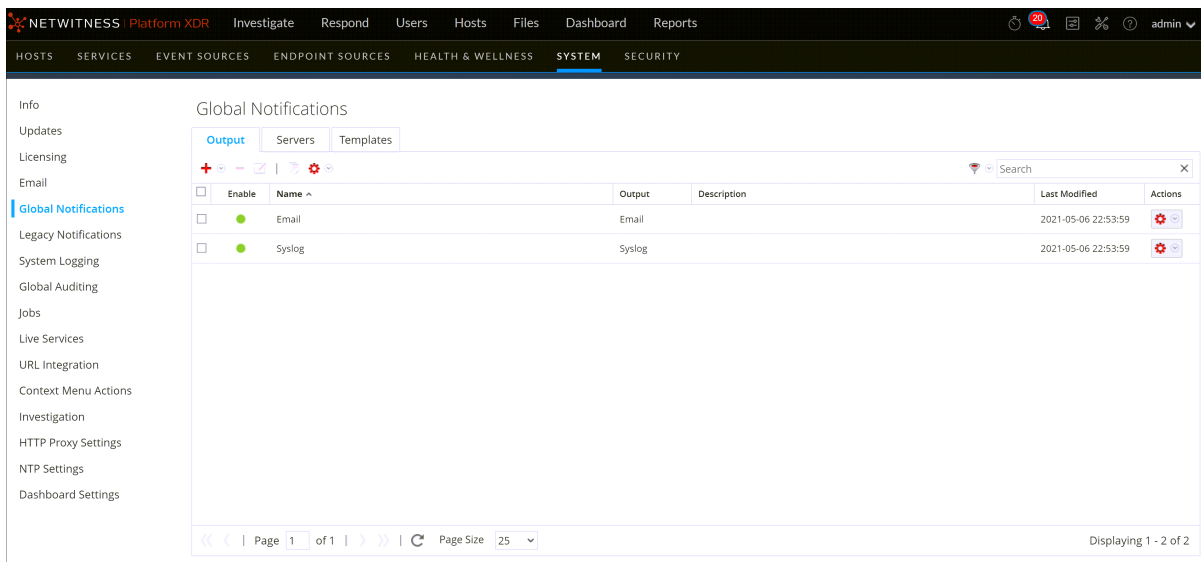 NETWITNESS | Platform XDR Investigate Respond Users Hosts Files Dashboard Reports 20 admin
HOSTS SERVICES EVENT SOURCES ENDPOINT SOURCES HEALTH & WELLNESS SYSTEM SECURITY
Info
Updates
Licensing
Email
Global Notifications
Legacy Notifications
System Logging
Global Auditing
Jobs
Live Services
URL Integration
Context Menu Actions
Investigation
HTTP Proxy Settings
NTP Settings
Dashboard Settings
Global Notifications
Output Servers Templates
Search
Enable Name Output Description Last Modified Actions
Email Email 2021-05-06 22:53:59
Syslog Syslog 2021-05-06 22:53:59
Page 1 of 1 | Page Size 25 Displaying 1 - 2 of 2